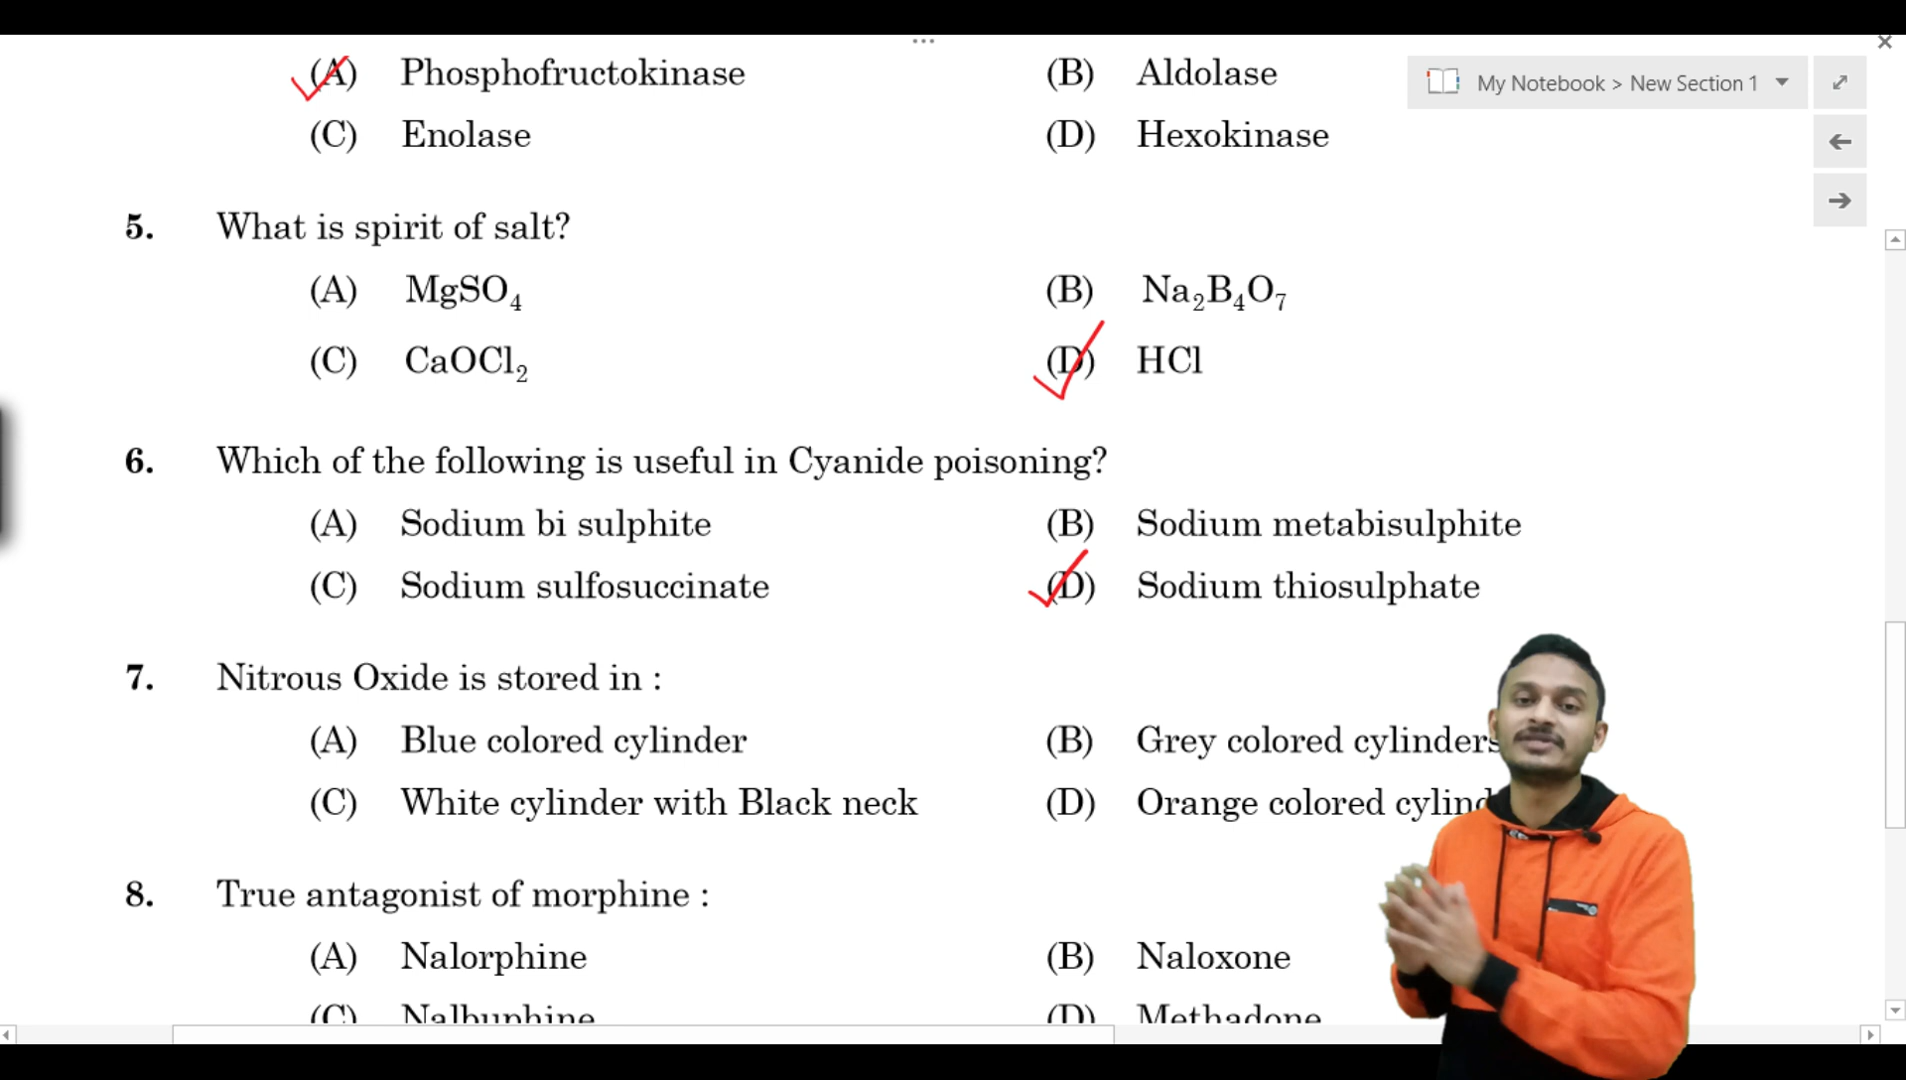 (A) Phosphofructokinase (B) Aldolase
My Notebook > New Section 1
(C) Enolase (D) Hexokinase
5. What is spirit of salt?
(A) MgSO₄ (B) Na₂B₄O₇
(C) CaOCl₂ (D) HCl
6. Which of the following is useful in Cyanide poisoning?
(A) Sodium bi sulphite (B) Sodium metabisulphite
(C) Sodium sulfosuccinate (D) Sodium thiosulphate
7. Nitrous Oxide is stored in :
(A) Blue colored cylinder (B) Grey colored cylinders
(C) White cylinder with Black neck (D) Orange colored cylind
8. True antagonist of morphine :
(A) Nalorphine (B) Naloxone
(C) Nalbuphine (D) Methadone